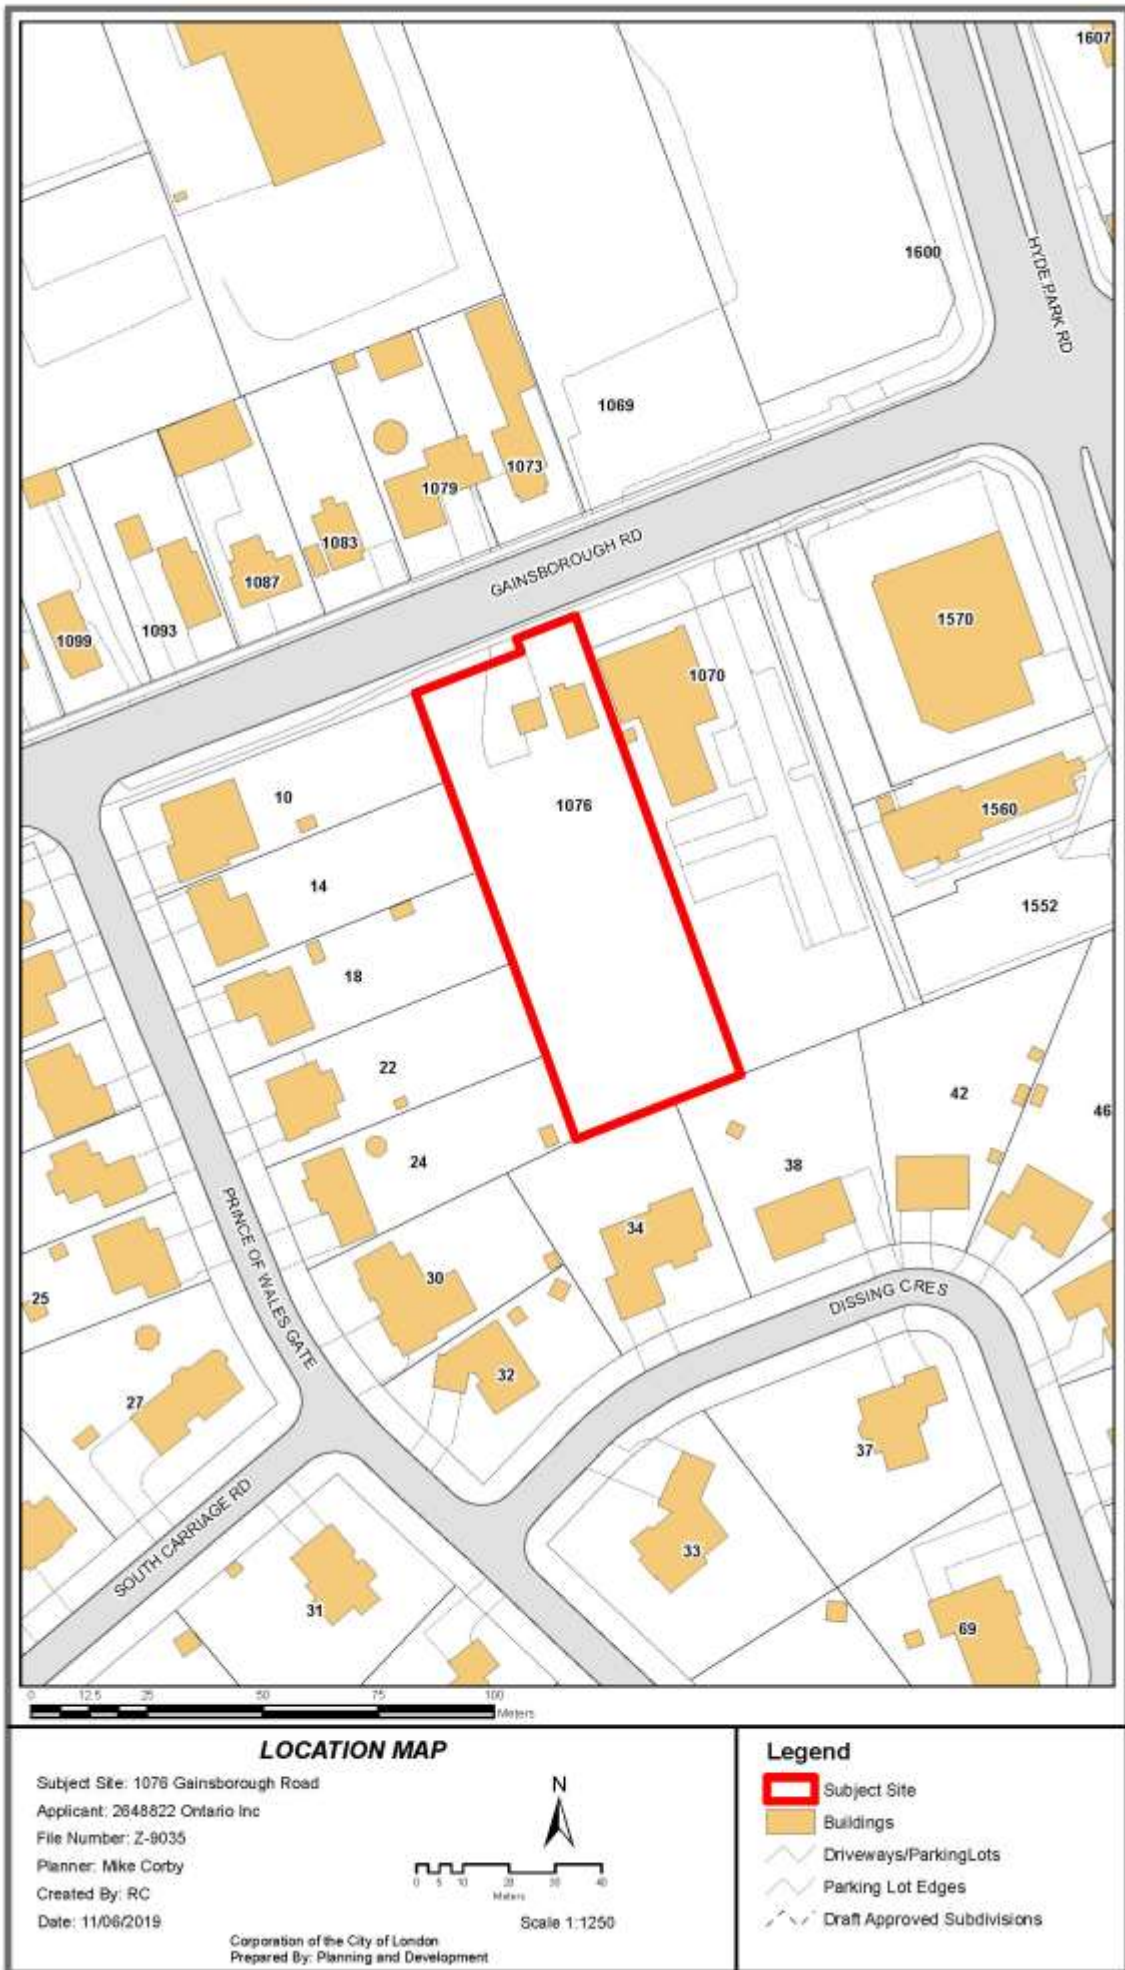 1607
1600
HYDE PARK RD
1069
1073
1079
1083
1087
1093
1099
GAINSBOROUGH RD
1570
1070
1076
1560
1552
10
14
18
22
24
42
46
38
34
30
32
PRINCE OF WALES GATE
DISSING CRES
25
27
37
33
31
69
SOUTH CARRIAGE RD
0 12.5 25 50 75 100
Meters
LOCATION MAP
Subject Site: 1076 Gainsborough Road
Applicant: 2648822 Ontario Inc
File Number: Z-9035
Planner: Mike Corby
Created By: RC
Date: 11/06/2019
N
0 5 10 20 30 40
Meters
Scale 1:1250
Corporation of the City of London
Prepared By: Planning and Development
Legend
Subject Site
Buildings
Driveways/ParkingLots
Parking Lot Edges
Draft Approved Subdivisions